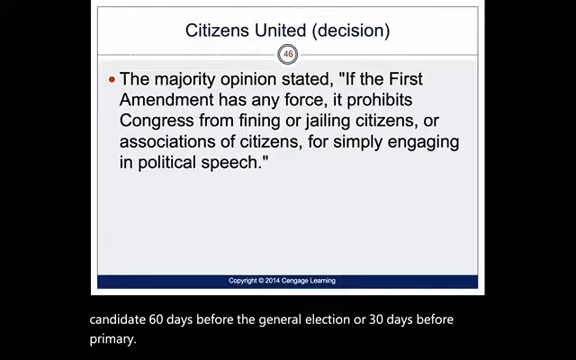 Citizens United (decision)
46
• The majority opinion stated, "If the First
Amendment has any force, it prohibits
Congress from fining or jailing citizens, or
associations of citizens, for simply engaging
in political speech."
Copyright © 2014 Cengage Learning
candidate 60 days before the general election or 30 days before
primary.